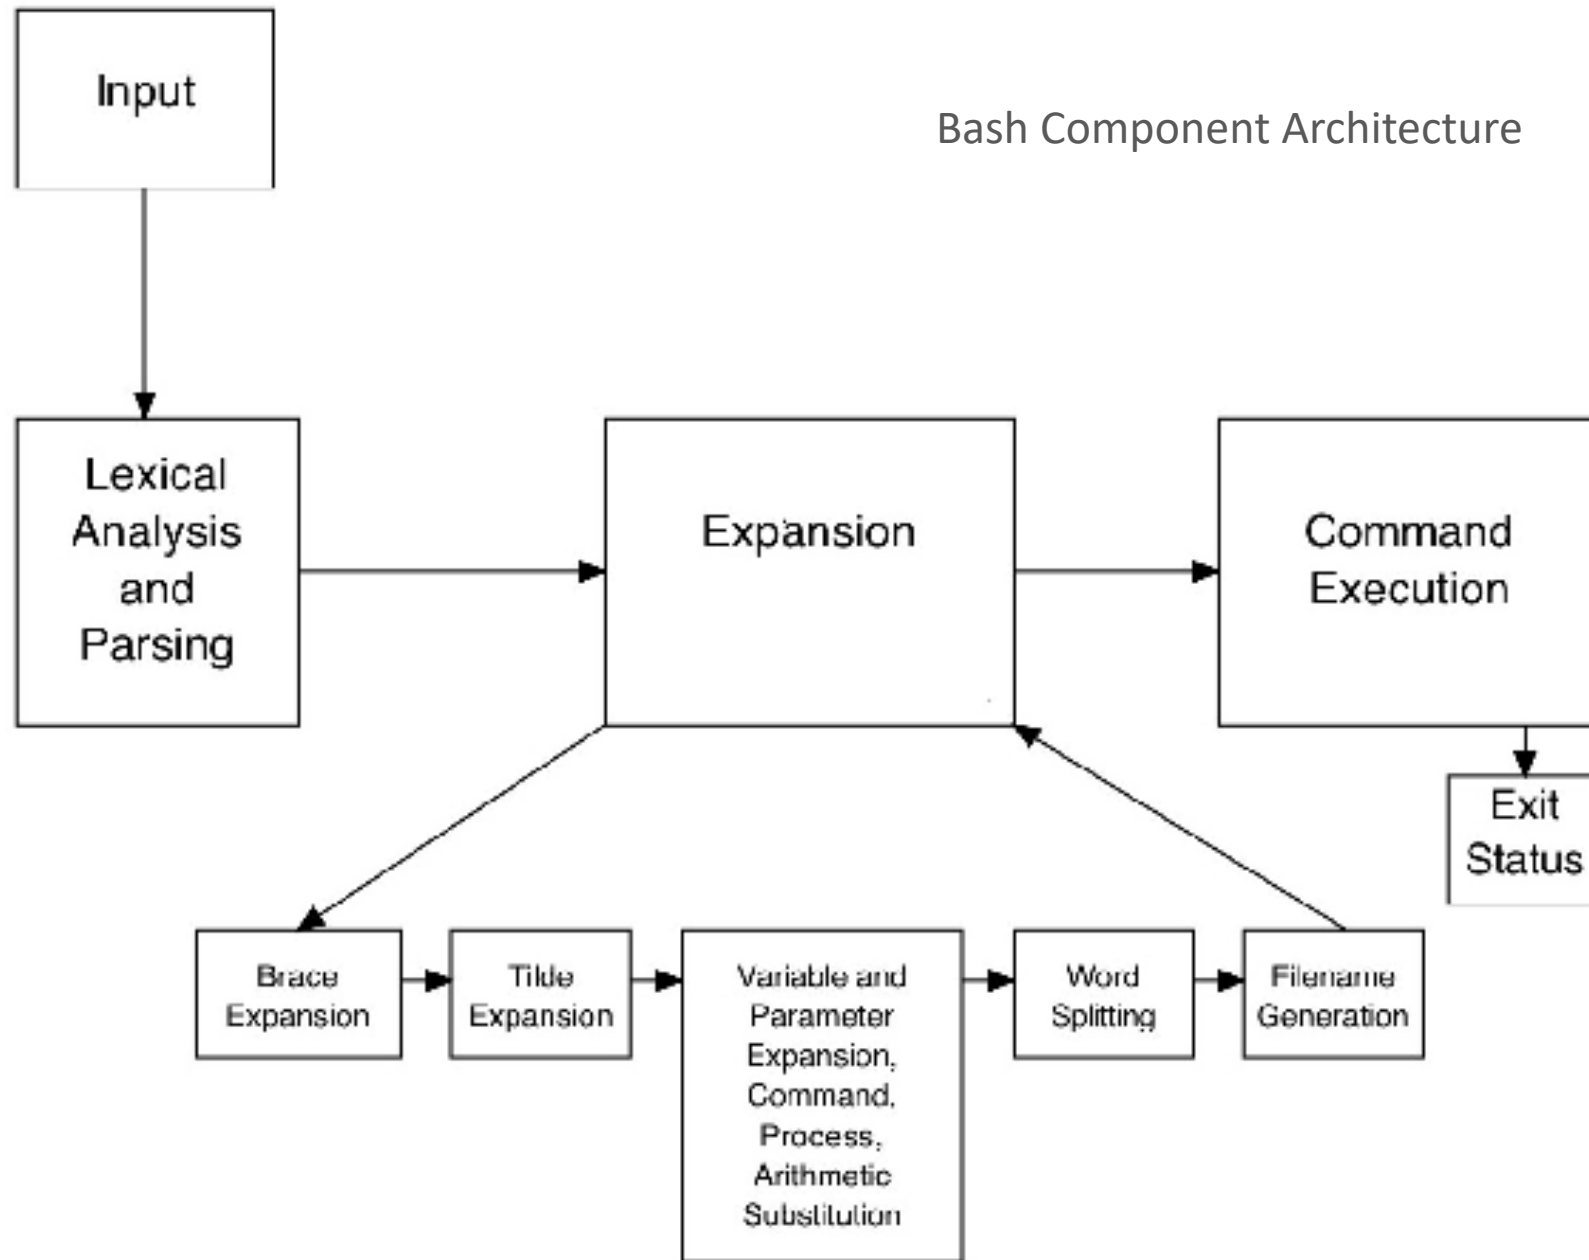 Input
Bash Component Architecture
Lexical
Analysis
and
Parsing
Expansion
Command
Execution
Exit
Status
Brace
Expansion
Tilde
Expansion
Variable and
Parameter
Expansion,
Command,
Process,
Arithmetic
Substitution
Word
Splitting
Filename
Generation